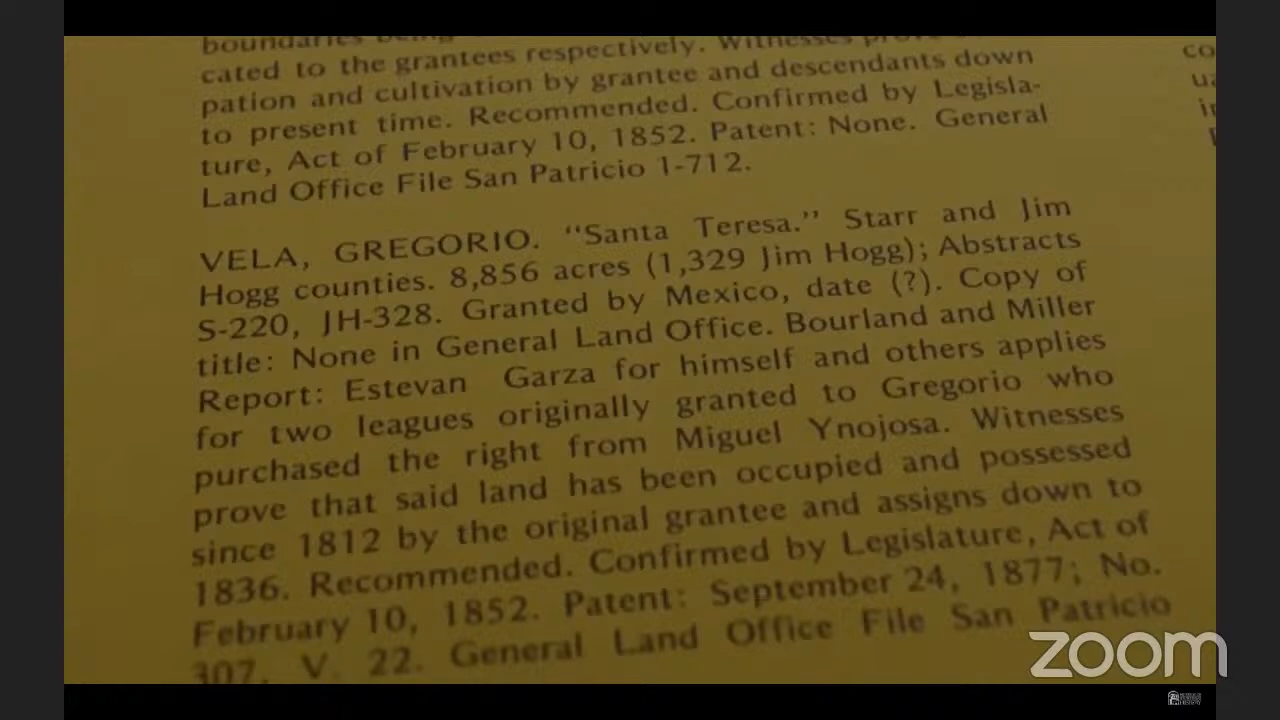 boundaries being
cated to the grantees respectively. Witnesses prove
pation and cultivation by grantee and descendants down
to present time. Recommended. Confirmed by Legisla-
ture, Act of February 10, 1852. Patent: None. General
Land Office File San Patricio 1-712.
VELA, GREGORIO. “Santa Teresa.” Starr and Jim
Hogg counties. 8,856 acres (1,329 Jim Hogg); Abstracts
S-220, JH-328. Granted by Mexico, date (?). Copy of
title: None in General Land Office. Bourland and Miller
Report: Estevan Garza for himself and others applies
for two leagues originally granted to Gregorio who
purchased the right from Miguel Ynojosa. Witnesses
prove that said land has been occupied and possessed
since 1812 by the original grantee and assigns down to
1836. Recommended. Confirmed by Legislature, Act of
February 10, 1852. Patent: September 24, 1877; No.
307, V. 22. General Land Office File San Patricio
co
ua
in
zoom